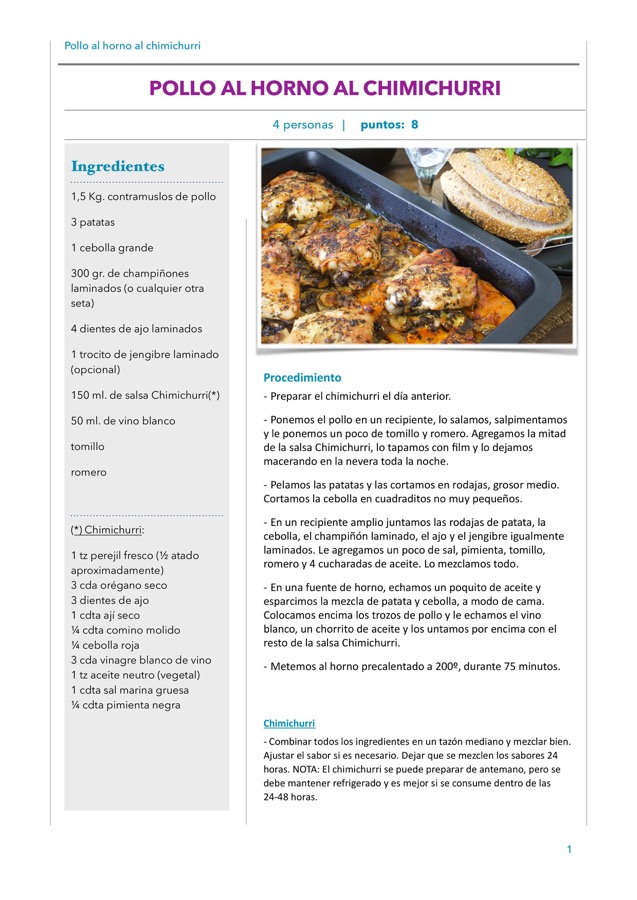 Pollo al horno al chimichurri
POLLO AL HORNO AL CHIMICHURRI
4 personas | puntos: 8
Ingredientes
1,5 Kg. contramuslos de pollo
3 patatas
1 cebolla grande
300 gr. de champiñones
laminados (o cualquier otra
seta)
4 dientes de ajo laminados
1 trocito de jengibre laminado
(opcional)
150 ml. de salsa Chimichurri(*)
50 ml. de vino blanco
tomillo
romero
(*) Chimichurri:
1 tz perejil fresco (½ atado
aproximadamente)
3 cda orégano seco
3 dientes de ajo
1 cdta ají seco
¼ cdta comino molido
¼ cebolla roja
3 cda vinagre blanco de vino
1 tz aceite neutro (vegetal)
1 cdta sal marina gruesa
¼ cdta pimienta negra
Procedimiento
- Preparar el chimichurri el día anterior.
- Ponemos el pollo en un recipiente, lo salamos, salpimentamos
y le ponemos un poco de tomillo y romero. Agregamos la mitad
de la salsa Chimichurri, lo tapamos con film y lo dejamos
macerando en la nevera toda la noche.
- Pelamos las patatas y las cortamos en rodajas, grosor medio.
Cortamos la cebolla en cuadraditos no muy pequeños.
- En un recipiente amplio juntamos las rodajas de patata, la
cebolla, el champiñón laminado, el ajo y el jengibre igualmente
laminados. Le agregamos un poco de sal, pimienta, tomillo,
romero y 4 cucharadas de aceite. Lo mezclamos todo.
- En una fuente de horno, echamos un poquito de aceite y
esparcimos la mezcla de patata y cebolla, a modo de cama.
Colocamos encima los trozos de pollo y le echamos el vino
blanco, un chorrito de aceite y los untamos por encima con el
resto de la salsa Chimichurri.
- Metemos al horno precalentado a 200º, durante 75 minutos.
Chimichurri
- Combinar todos los ingredientes en un tazón mediano y mezclar bien.
Ajustar el sabor si es necesario. Dejar que se mezclen los sabores 24
horas. NOTA: El chimichurri se puede preparar de antemano, pero se
debe mantener refrigerado y es mejor si se consume dentro de las
24-48 horas.
1